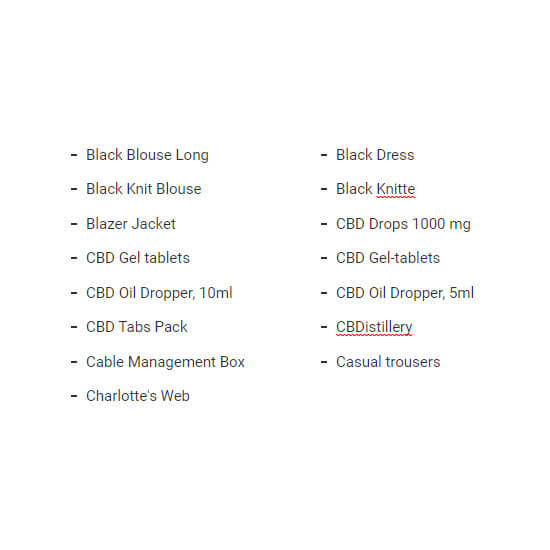 - Black Blouse Long
- Black Knit Blouse
- Blazer Jacket
- CBD Gel tablets
- CBD Oil Dropper, 10ml
- CBD Tabs Pack
- Cable Management Box
- Charlotte's Web
- Black Dress
- Black Knitte
- CBD Drops 1000 mg
- CBD Gel-tablets
- CBD Oil Dropper, 5ml
- CBDistillery
- Casual trousers